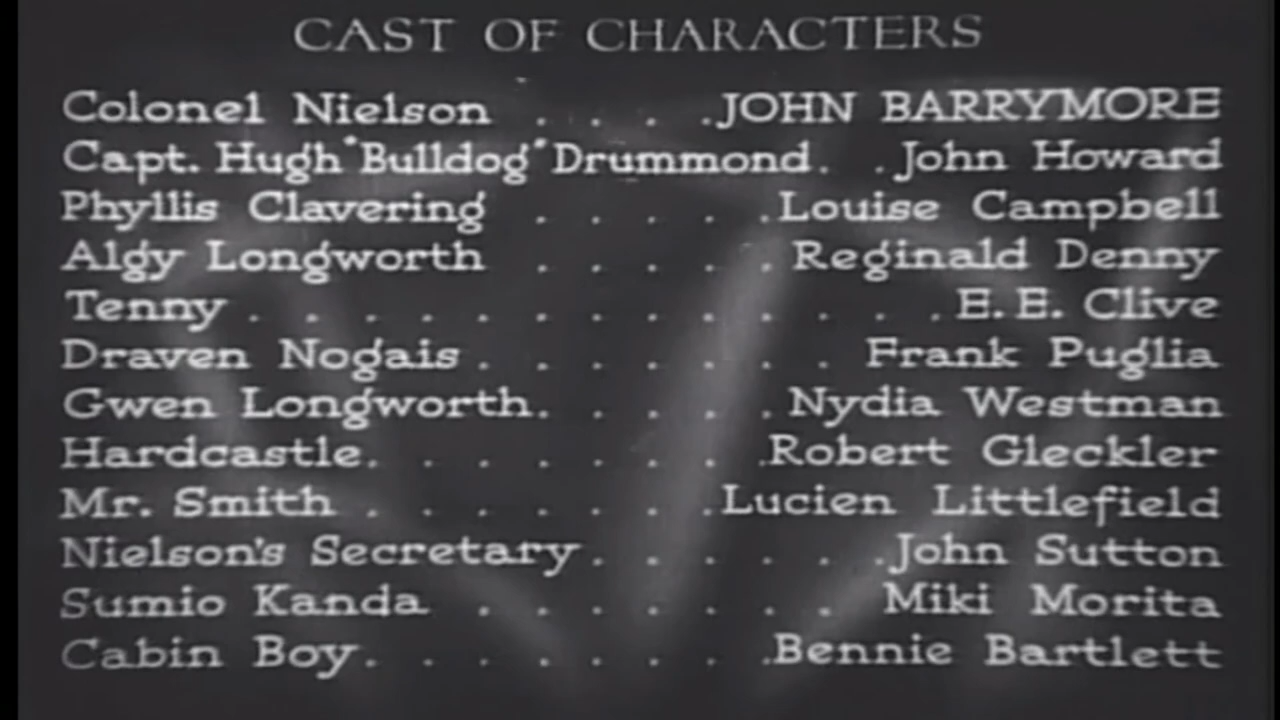 CAST OF CHARACTERS
Colonel Nielson . . . . JOHN BARRYMORE
Capt. Hugh "Bulldog" Drummond . . John Howard
Phyllis Clavering . . . . . Louise Campbell
Algy Longworth . . . . . Reginald Denny
Tenny . . . . . . . . . . . . . E. E. Clive
Draven Nogais . . . . . . . Frank Puglia
Gwen Longworth . . . . . Nydia Westman
Hardcastle . . . . . . . . Robert Gleckler
Mr. Smith . . . . . . . Lucien Littlefield
Nielson's Secretary . . . . . . John Sutton
Sumio Kanda . . . . . . . Miki Morita
Cabin Boy . . . . . . . . Bennie Bartlett